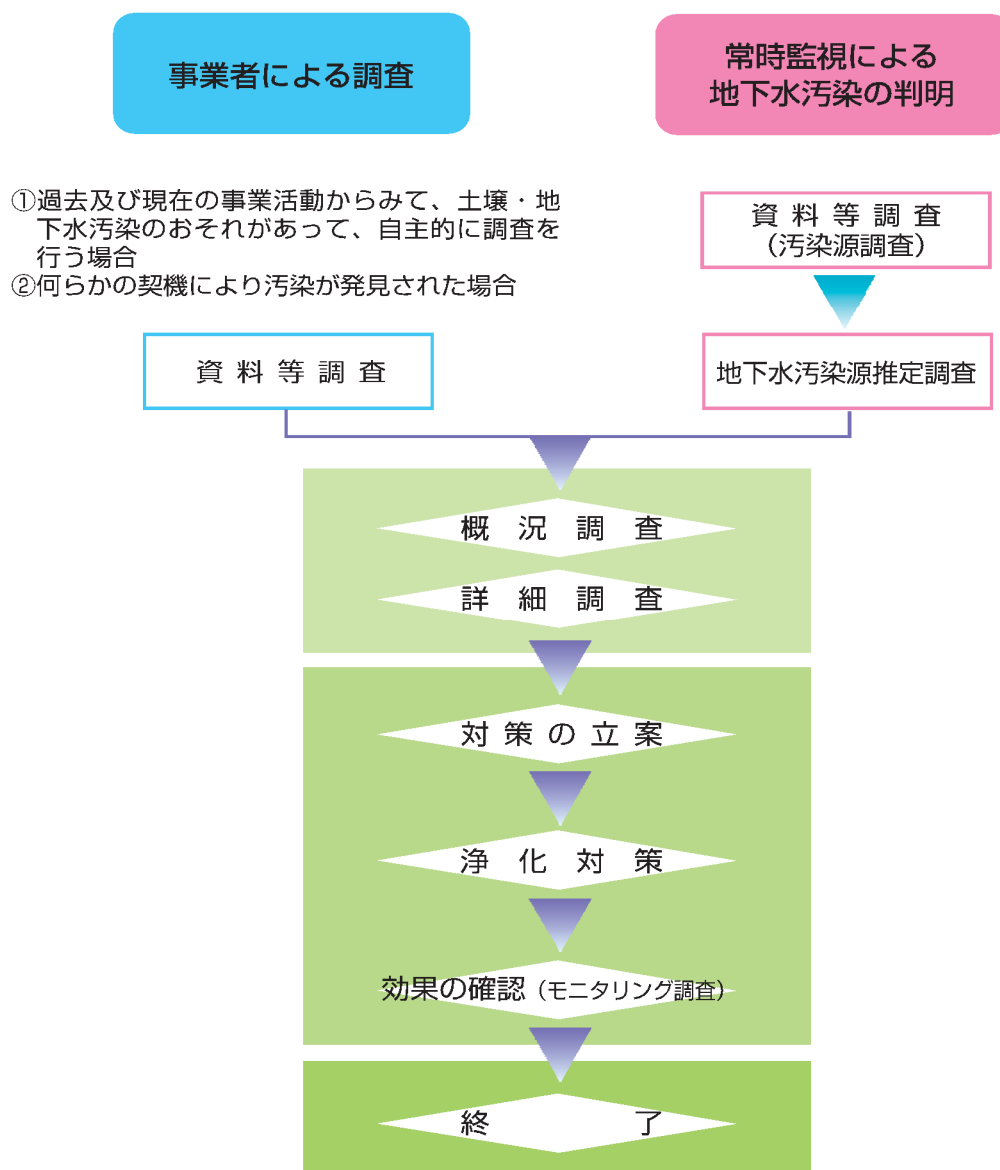 事業者による調査
常時監視による
地下水汚染の判明
①過去及び現在の事業活動からみて、土壌・地
下水汚染のおそれがあって、自主的に調査を
行う場合
②何らかの契機により汚染が発見された場合
資料等調査
(汚染源調査)
資料等調査
地下水汚染源推定調査
概況調査
詳細調査
対策の立案
浄化対策
効果の確認（モニタリング調査）
終了